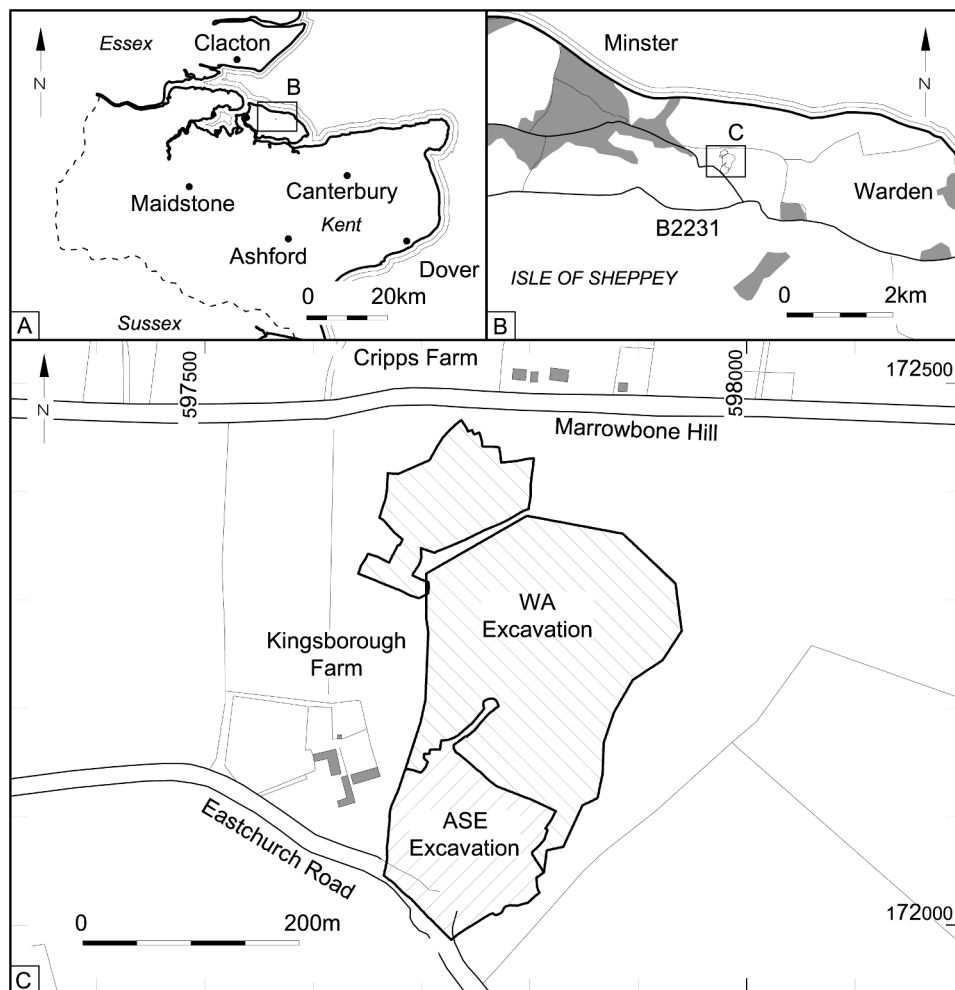 Essex
Clacton
N
B
Maidstone
Canterbury
Kent
Ashford
Dover
0 20km
Sussex
A
Minster
N
C
Warden
B2231
ISLE OF SHEPPEY
0 2km
B
Cripps Farm
597500
598000
172500
N
Marrowbone Hill
WA
Excavation
Kingsborough
Farm
ASE
Excavation
Eastchurch Road
0 200m
172000
C